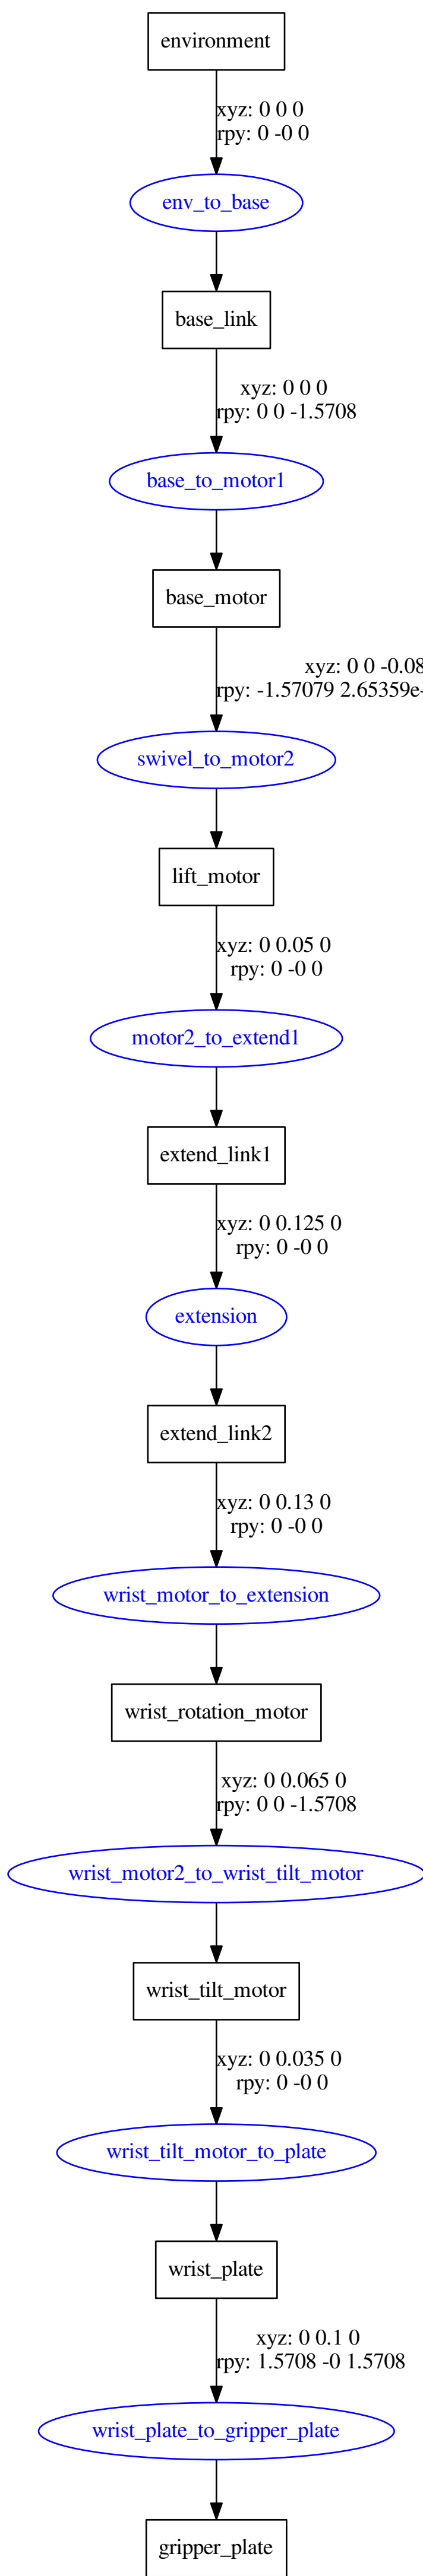 environment
xyz: 0 0 0
rpy: 0 -0 0
env_to_base
base_link
xyz: 0 0 0
rpy: 0 0 -1.5708
base_to_motor1
base_motor
xyz: 0 0 -0.08
rpy: -1.57079 2.65359e-
swivel_to_motor2
lift_motor
xyz: 0 0.05 0
rpy: 0 -0 0
motor2_to_extend1
extend_link1
xyz: 0 0.125 0
rpy: 0 -0 0
extension
extend_link2
xyz: 0 0.13 0
rpy: 0 -0 0
wrist_motor_to_extension
wrist_rotation_motor
xyz: 0 0.065 0
rpy: 0 0 -1.5708
wrist_motor2_to_wrist_tilt_motor
wrist_tilt_motor
xyz: 0 0.035 0
rpy: 0 -0 0
wrist_tilt_motor_to_plate
wrist_plate
xyz: 0 0.1 0
rpy: 1.5708 -0 1.5708
wrist_plate_to_gripper_plate
gripper_plate